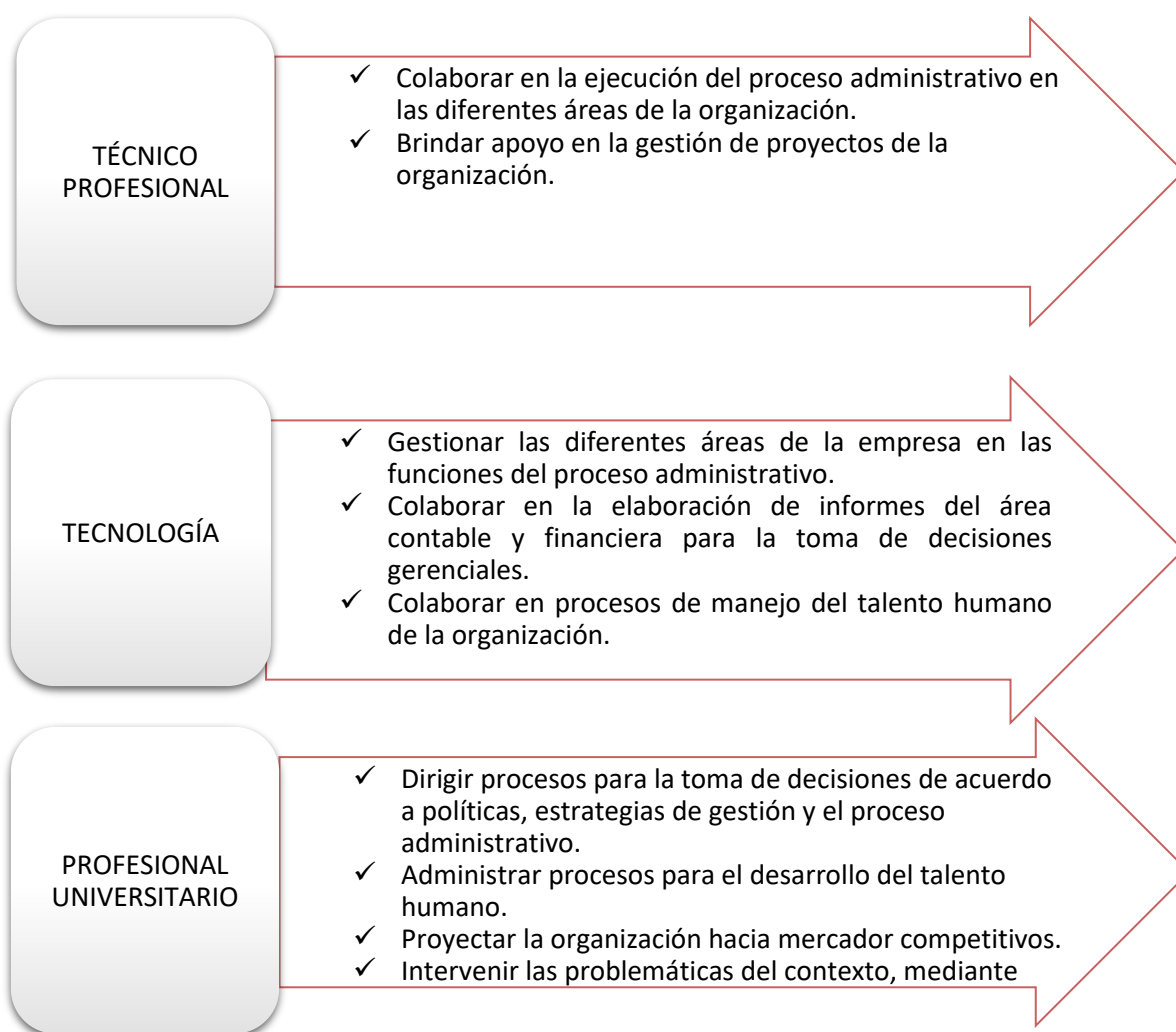 TÉCNICO
PROFESIONAL
✓ Colaborar en la ejecución del proceso administrativo en
las diferentes áreas de la organización.
✓ Brindar apoyo en la gestión de proyectos de la
organización.
TECNOLOGÍA
✓ Gestionar las diferentes áreas de la empresa en las
funciones del proceso administrativo.
✓ Colaborar en la elaboración de informes del área
contable y financiera para la toma de decisiones
gerenciales.
✓ Colaborar en procesos de manejo del talento humano
de la organización.
PROFESIONAL
UNIVERSITARIO
✓ Dirigir procesos para la toma de decisiones de acuerdo
a políticas, estrategias de gestión y el proceso
administrativo.
✓ Administrar procesos para el desarrollo del talento
humano.
✓ Proyectar la organización hacia mercador competitivos.
✓ Intervenir las problemáticas del contexto, mediante